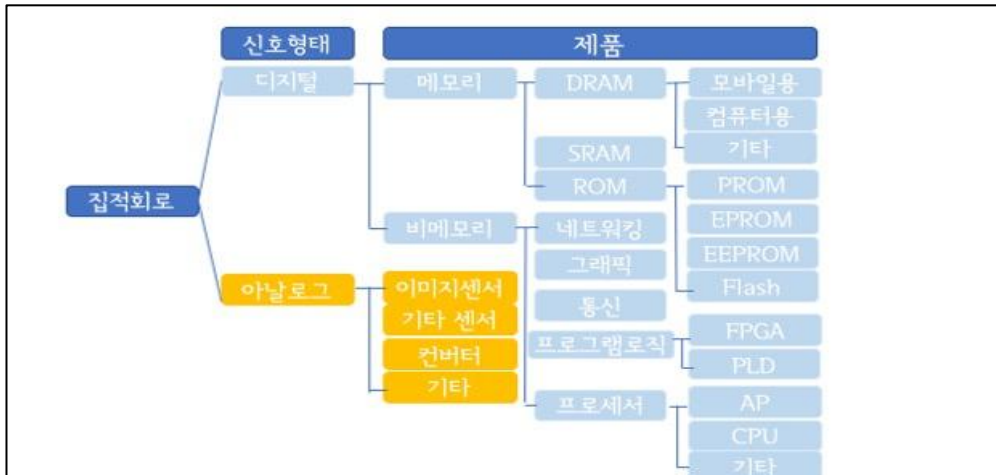 신호형태 제품
디지털 메모리 DRAM 모바일용
컴퓨터용
SRAM 기타
ROM PROM
집적회로
비메모리 네트워킹 EPROM
그래픽 EEPROM
아날로그 이미지센서 Flash
기타 센서 통신
프로그램로직 FPGA
컨버터 PLD
기타
프로세서 AP
CPU
기타